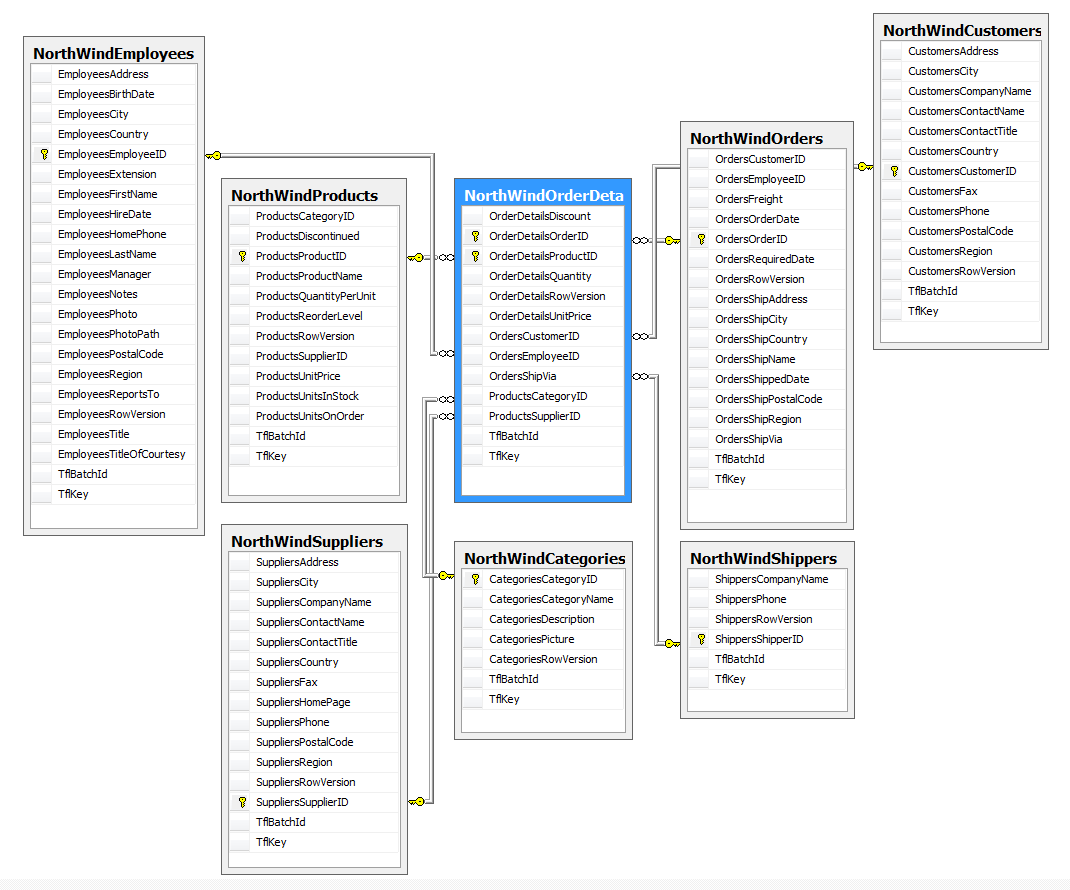 NorthWindEmployees
EmployeesAddress
EmployeesBirthDate
EmployeesCity
EmployeesCountry
EmployeesEmployeeID
EmployeesExtension
EmployeesFirstName
EmployeesHireDate
EmployeesHomePhone
EmployeesLastName
EmployeesManager
EmployeesNotes
EmployeesPhoto
EmployeesPhotoPath
EmployeesPostalCode
EmployeesRegion
EmployeesReportsTo
EmployeesRowVersion
EmployeesTitle
EmployeesTitleOfCourtesy
TflBatchId
TflKey
NorthWindProducts
ProductsCategoryID
ProductsDiscontinued
ProductsProductID
ProductsProductName
ProductsQuantityPerUnit
ProductsReorderLevel
ProductsRowVersion
ProductsSupplierID
ProductsUnitPrice
ProductsUnitsInStock
ProductsUnitsOnOrder
TflBatchId
TflKey
NorthWindOrderDeta
OrderDetailsDiscount
OrderDetailsOrderID
OrderDetailsProductID
OrderDetailsQuantity
OrderDetailsRowVersion
OrderDetailsUnitPrice
OrdersCustomerID
OrdersEmployeeID
OrdersShipVia
ProductsCategoryID
ProductsSupplierID
TflBatchId
TflKey
NorthWindOrders
OrdersCustomerID
OrdersEmployeeID
OrdersFreight
OrdersOrderDate
OrdersOrderID
OrdersRequiredDate
OrdersRowVersion
OrdersShipAddress
OrdersShipCity
OrdersShipCountry
OrdersShipName
OrdersShippedDate
OrdersShipPostalCode
OrdersShipRegion
OrdersShipVia
TflBatchId
TflKey
NorthWindCustomers
CustomersAddress
CustomersCity
CustomersCompanyName
CustomersContactName
CustomersContactTitle
CustomersCountry
CustomersCustomerID
CustomersFax
CustomersPhone
CustomersPostalCode
CustomersRegion
CustomersRowVersion
TflBatchId
TflKey
NorthWindSuppliers
SuppliersAddress
SuppliersCity
SuppliersCompanyName
SuppliersContactName
SuppliersContactTitle
SuppliersCountry
SuppliersFax
SuppliersHomePage
SuppliersPhone
SuppliersPostalCode
SuppliersRegion
SuppliersRowVersion
SuppliersSupplierID
TflBatchId
TflKey
NorthWindCategories
CategoriesCategoryID
CategoriesCategoryName
CategoriesDescription
CategoriesPicture
CategoriesRowVersion
TflBatchId
TflKey
NorthWindShippers
ShippersCompanyName
ShippersPhone
ShippersRowVersion
ShippersShipperID
TflBatchId
TflKey